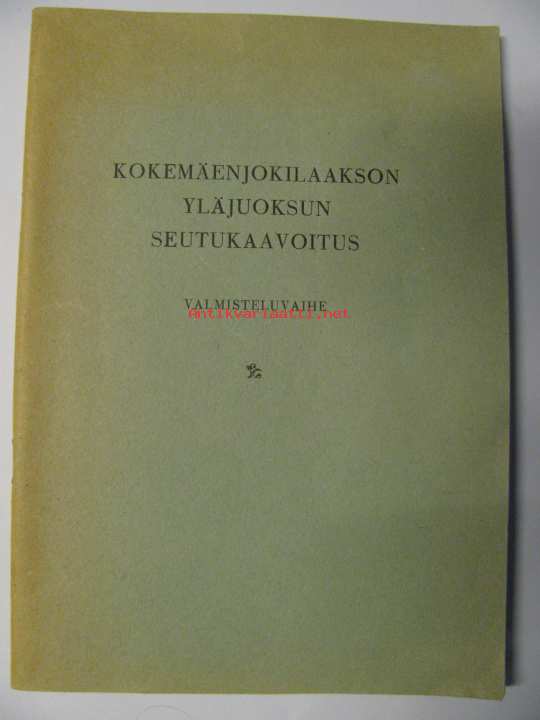 KOKEMÄENJOKILAAKSON
YLÄJUOKSUN
SEUTUKAAVOITUS
VALMISTELUVAIHE
Antikvariaatti.net